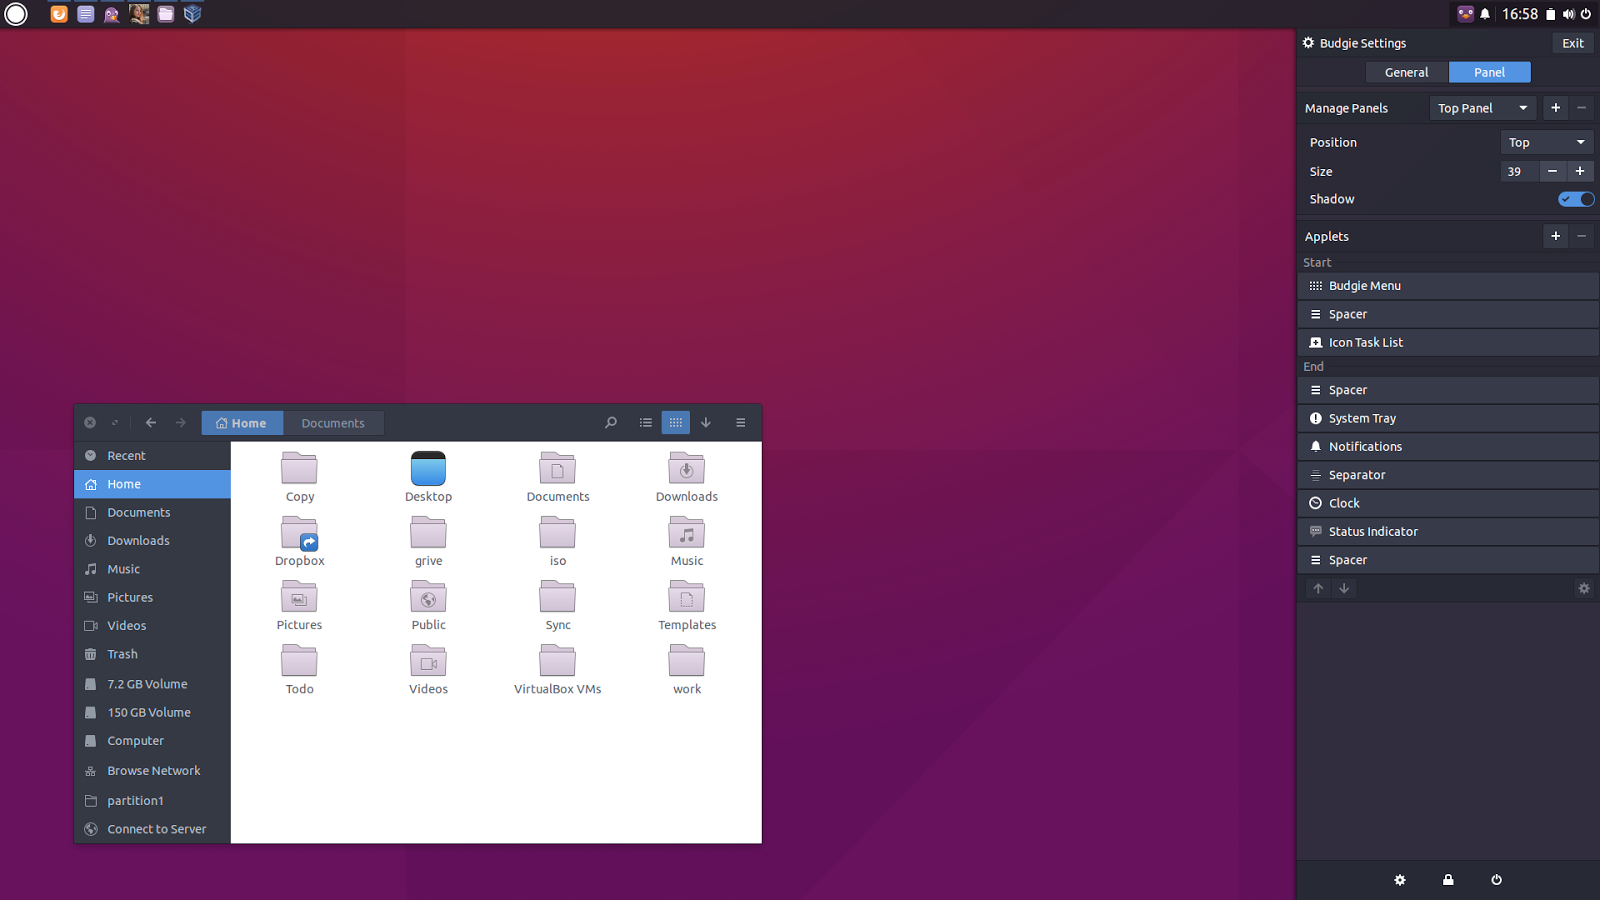 16:58
Budgie Settings
Exit
General
Panel
Manage Panels
Top Panel
Position
Top
Size
39
Shadow
Applets
Start
Budgie Menu
Spacer
Icon Task List
End
Spacer
System Tray
Notifications
Separator
Clock
Status Indicator
Spacer
Home
Documents
Recent
Home
Documents
Downloads
Music
Pictures
Videos
Trash
7.2 GB Volume
150 GB Volume
Computer
Browse Network
partition1
Connect to Server
Copy
Desktop
Documents
Downloads
Dropbox
grive
iso
Music
Pictures
Public
Sync
Templates
Todo
Videos
VirtualBox VMs
work